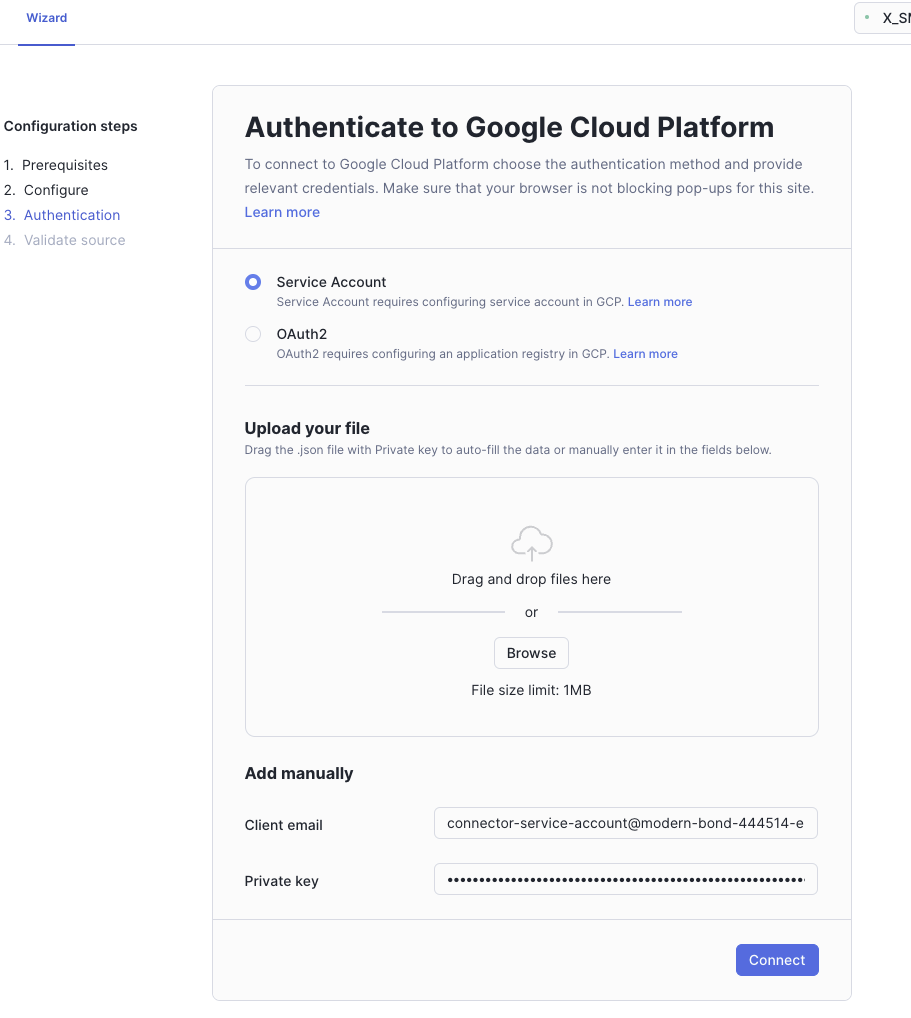 Wizard
X_SN
Configuration steps
1. Prerequisites
2. Configure
3. Authentication
4. Validate source
Authenticate to Google Cloud Platform
To connect to Google Cloud Platform choose the authentication method and provide
relevant credentials. Make sure that your browser is not blocking pop-ups for this site.
Learn more
Service Account
Service Account requires configuring service account in GCP. Learn more
OAuth2
OAuth2 requires configuring an application registry in GCP. Learn more
Upload your file
Drag the .json file with Private key to auto-fill the data or manually enter it in the fields below.
Drag and drop files here
or
Browse
File size limit: 1MB
Add manually
Client email
connector-service-account@modern-bond-444514-e
Private key
Connect